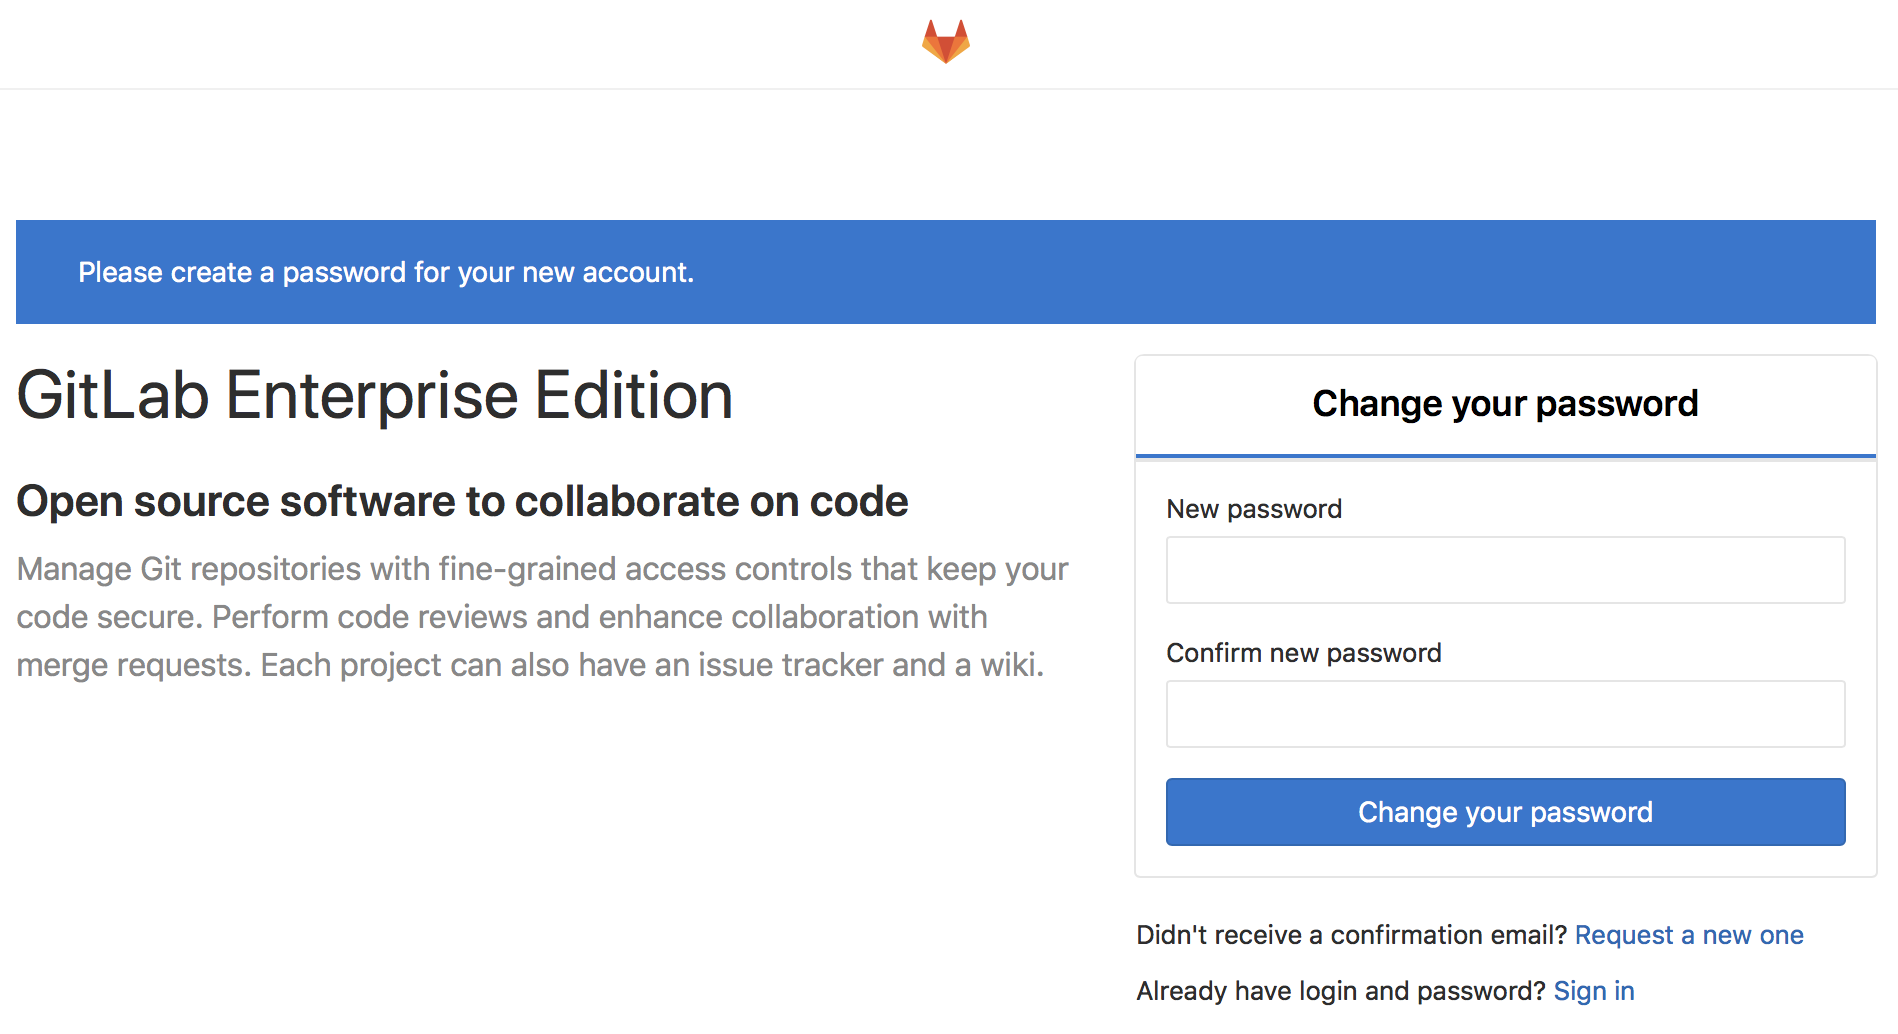 Please create a password for your new account.
GitLab Enterprise Edition
Open source software to collaborate on code
Manage Git repositories with fine-grained access controls that keep your
code secure. Perform code reviews and enhance collaboration with
merge requests. Each project can also have an issue tracker and a wiki.
Change your password
New password
Confirm new password
Change your password
Didn't receive a confirmation email? Request a new one
Already have login and password? Sign in